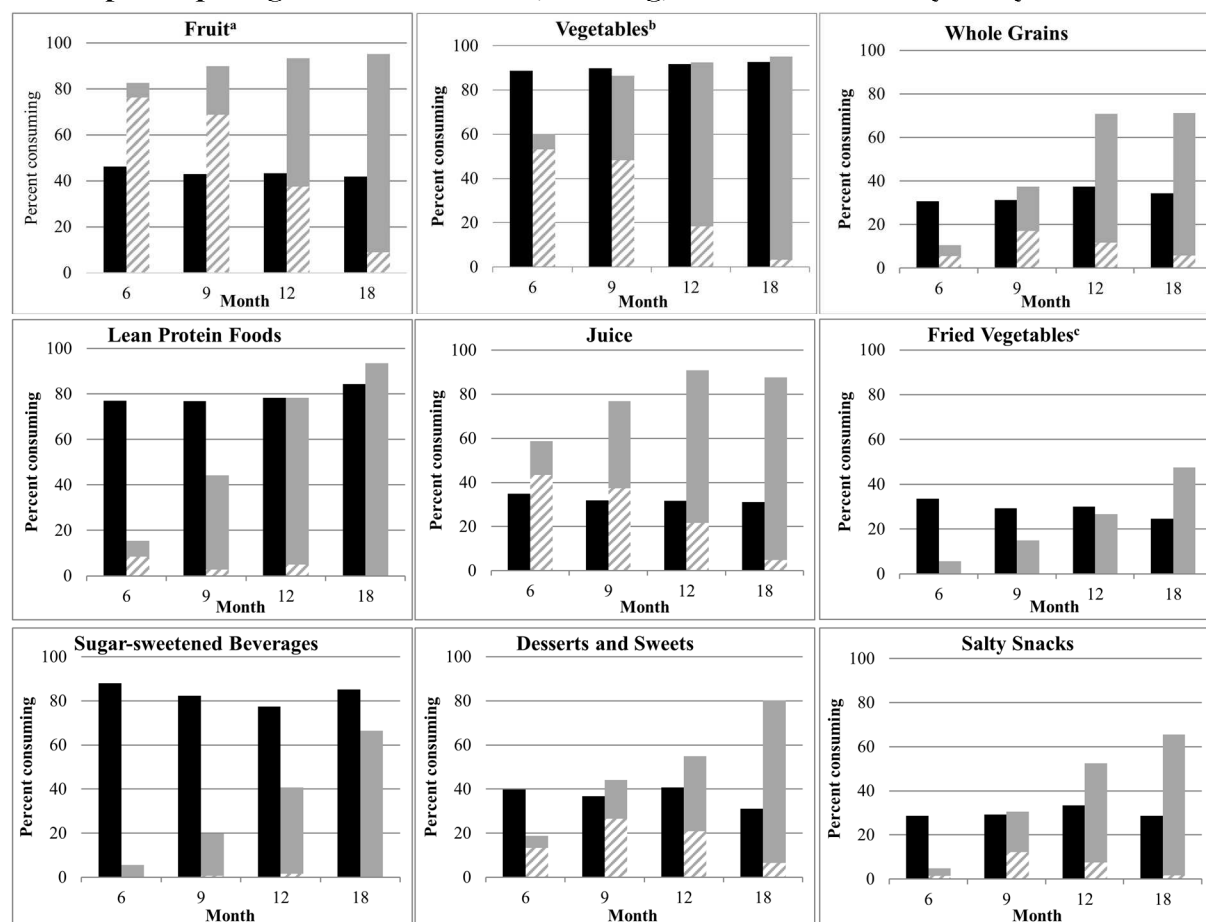 Fruitᵃ
Percent consuming
100
80
60
40
20
0
6 9 12 18
Month
Vegetablesᵇ
Percent consuming
100
80
60
40
20
0
6 9 12 18
Month
Whole Grains
Percent consuming
100
80
60
40
20
0
6 9 12 18
Month
Lean Protein Foods
Percent consuming
100
80
60
40
20
0
6 9 12 18
Month
Juice
Percent consuming
100
80
60
40
20
0
6 9 12 18
Month
Fried Vegetablesᶜ
Percent consuming
100
80
60
40
20
0
6 9 12 18
Month
Sugar-sweetened Beverages
Percent consuming
100
80
60
40
20
0
6 9 12 18
Month
Desserts and Sweets
Percent consuming
100
80
60
40
20
0
6 9 12 18
Month
Salty Snacks
Percent consuming
100
80
60
40
20
0
6 9 12 18
Month